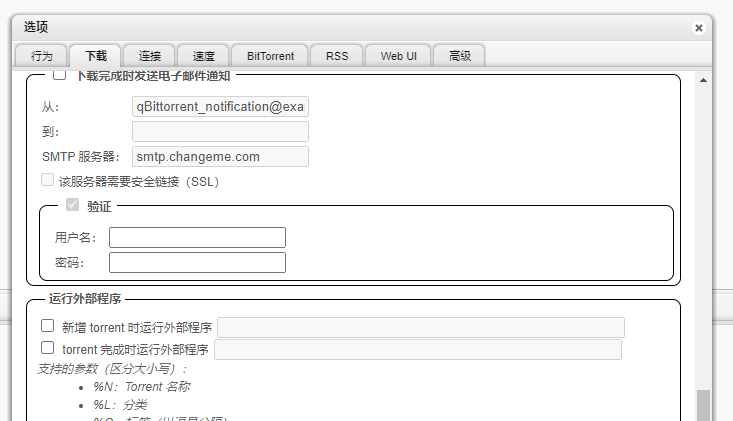 选项
行为 下载 连接 速度 BitTorrent RSS Web UI 高级
下载完成时发送电子邮件通知
从： qBittorrent_notification@exa
到：
SMTP 服务器： smtp.changeme.com
该服务器需要安全链接（SSL）
验证
用户名：
密码：
运行外部程序
新增 torrent 时运行外部程序
torrent 完成时运行外部程序
支持的参数（区分大小写）：
%N：Torrent 名称
%L：分类